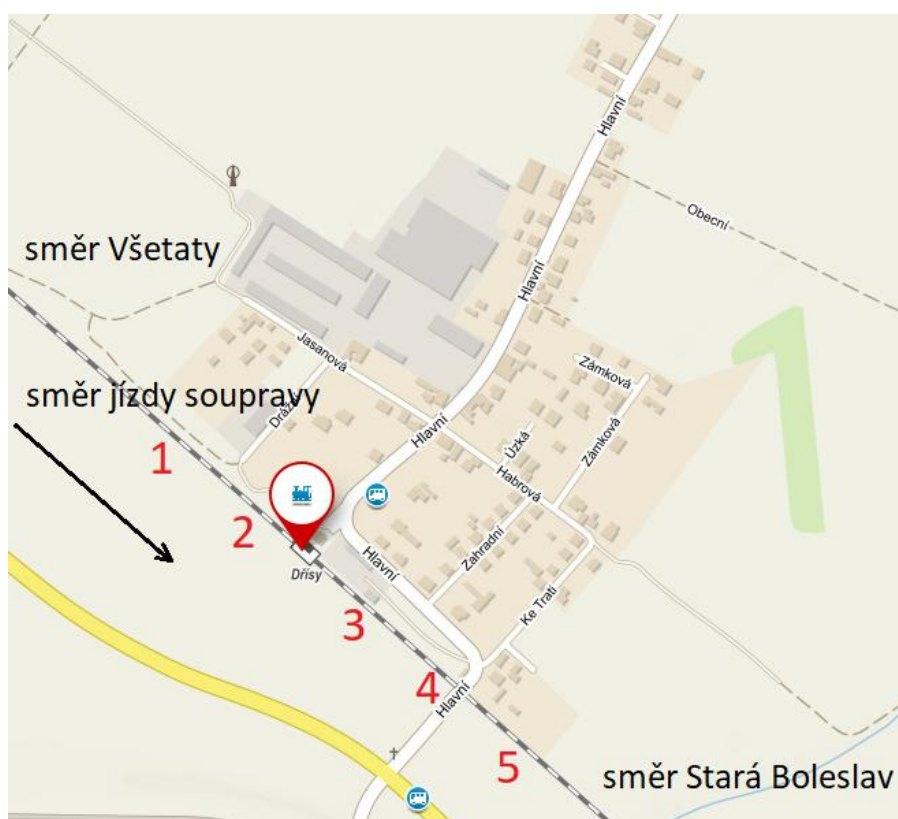 Hlavní
Obecní
směr Všetaty
Hlavní
Jasanová
Zámková
směr jízdy soupravy
Hlavní
Úzká
Zámková
1
Habrová
2
Hlavní
Zahradní
Dřísy
Ke Trati
3
4
Hlavní
5
směr Stará Boleslav